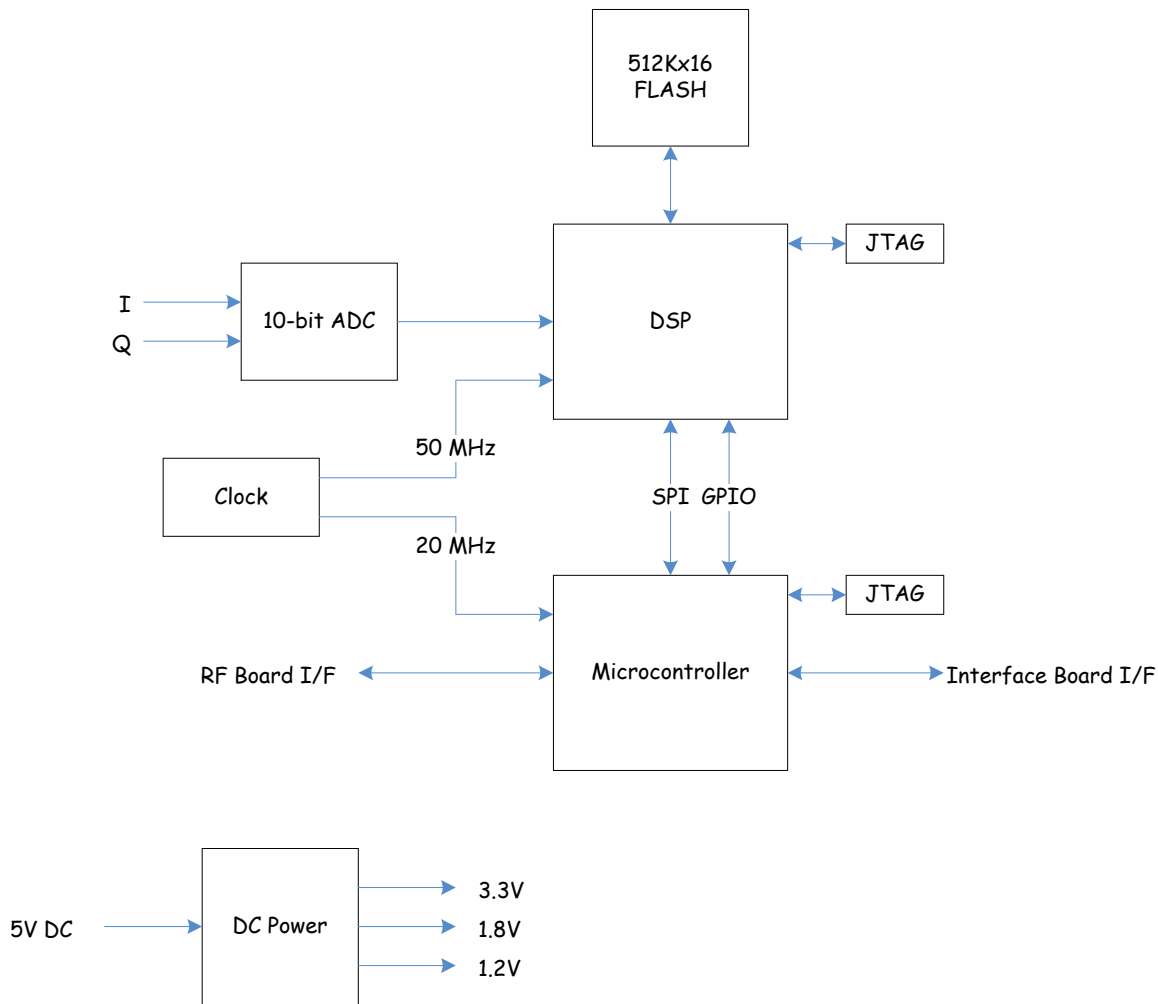 512Kx16
FLASH
JTAG
I
10-bit ADC
DSP
Q
50 MHz
Clock
SPI GPIO
20 MHz
JTAG
RF Board I/F
Microcontroller
Interface Board I/F
3.3V
5V DC
DC Power
1.8V
1.2V